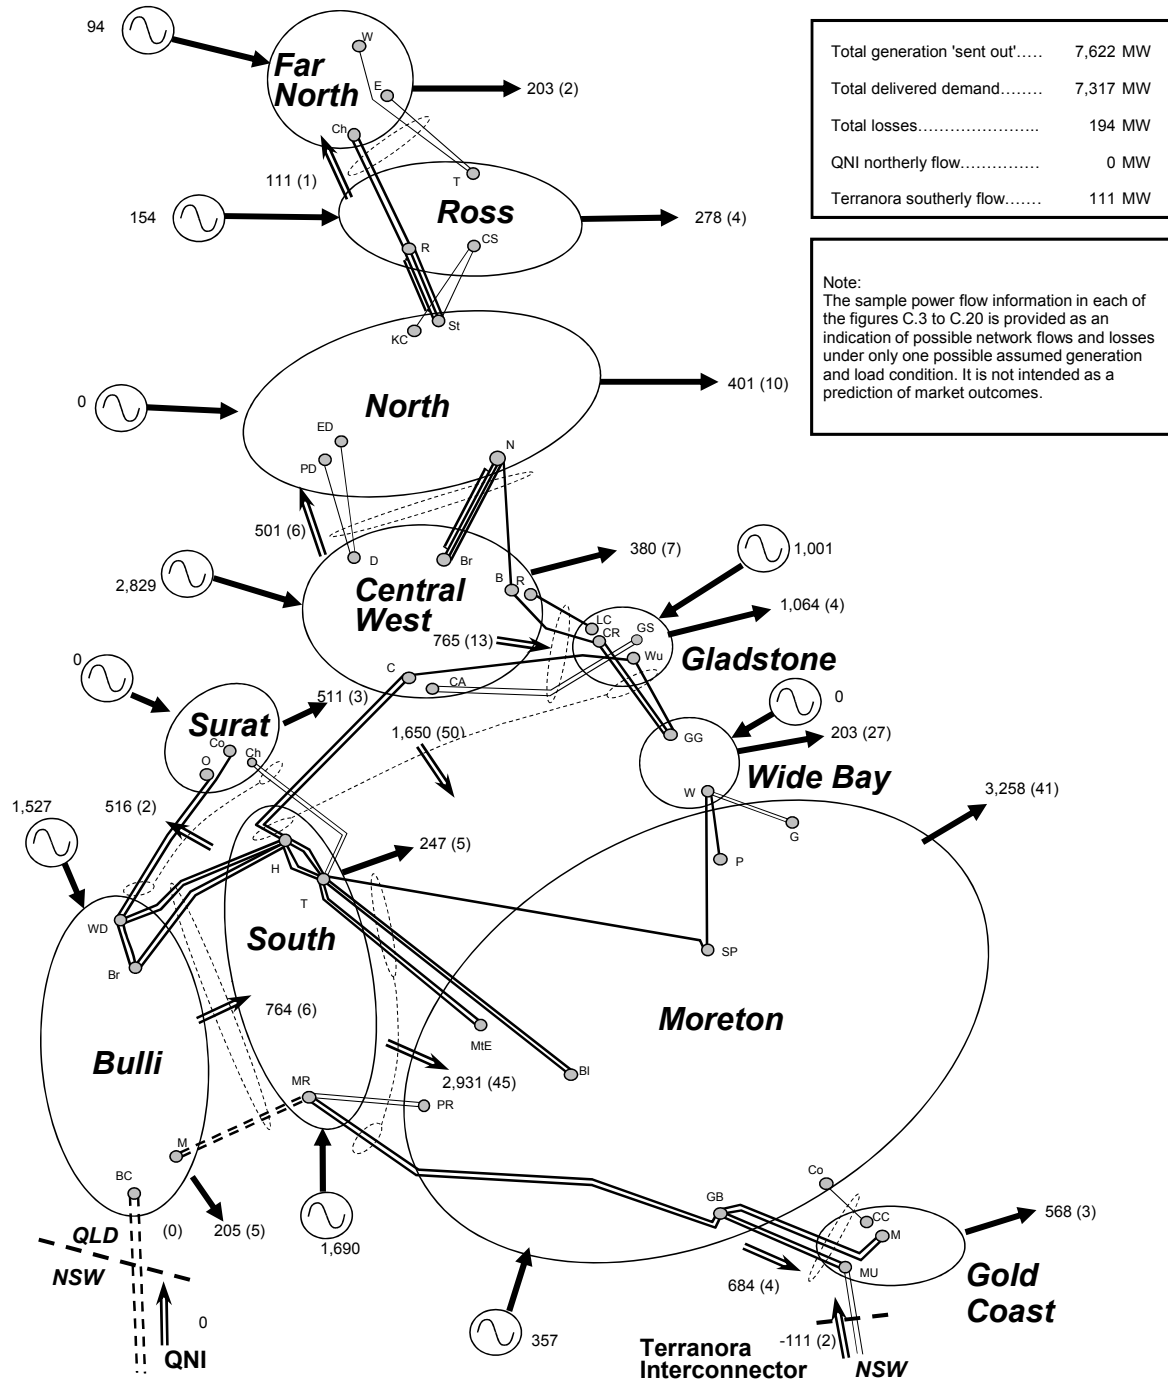 94
W
Far
North
E
203 (2)
Ch
111 (1)
T
154
Ross
278 (4)
R
CS
St
KC
0
North
401 (10)
ED
PD
N
501 (6)
D
Br
380 (7)
1,001
2,829
Central
West
B
R
1,064 (4)
LC
CR
GS
765 (13)
Wu
Gladstone
0
C
CA
511 (3)
0
Surat
Co
Ch
O
1,650 (50)
GG
203 (27)
Wide Bay
W
3,258 (41)
1,527
516 (2)
G
P
247 (5)
H
T
WD
South
SP
Br
764 (6)
Moreton
Bulli
MtE
BI
2,931 (45)
MR
PR
M
BC
Co
GB
CC
568 (3)
QLD
(0)
205 (5)
M
NSW
1,690
MU
684 (4)
Gold
Coast
0
357
-111 (2)
Terranora
Interconnector
NSW
QNI
Total generation 'sent out'..... 7,622 MW
Total delivered demand........ 7,317 MW
Total losses....................... 194 MW
QNI northerly flow............... 0 MW
Terranora southerly flow....... 111 MW
Note:
The sample power flow information in each of
the figures C.3 to C.20 is provided as an
indication of possible network flows and losses
under only one possible assumed generation
and load condition. It is not intended as a
prediction of market outcomes.